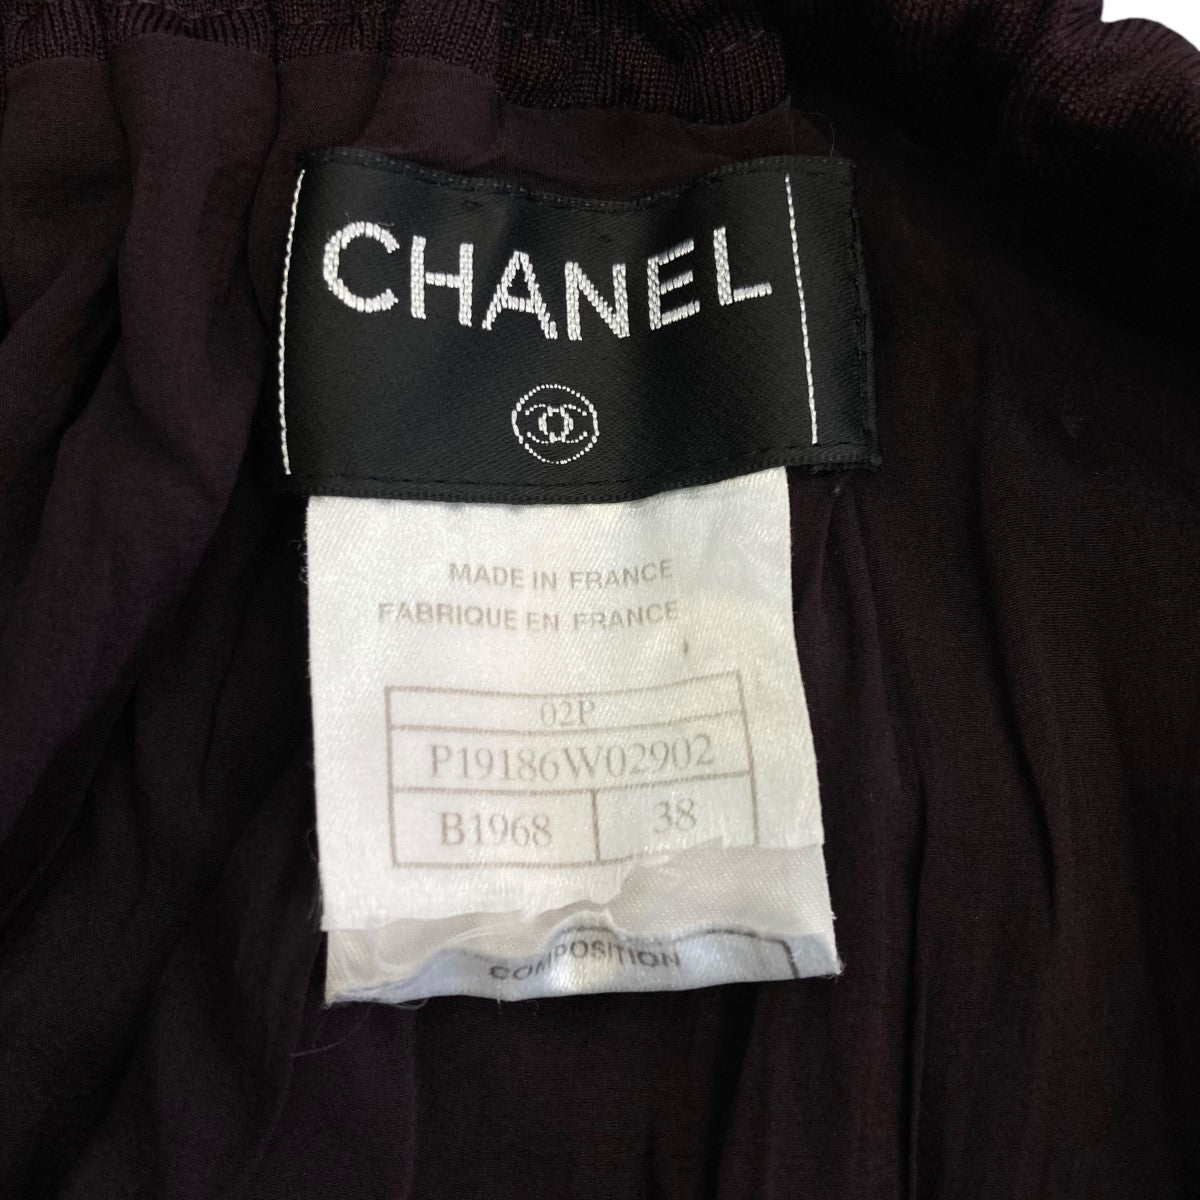 CHANEL
MADE IN FRANCE
FABRIQUE EN FRANCE
02P
P19186W02902
B1968 38
COMPOSITION